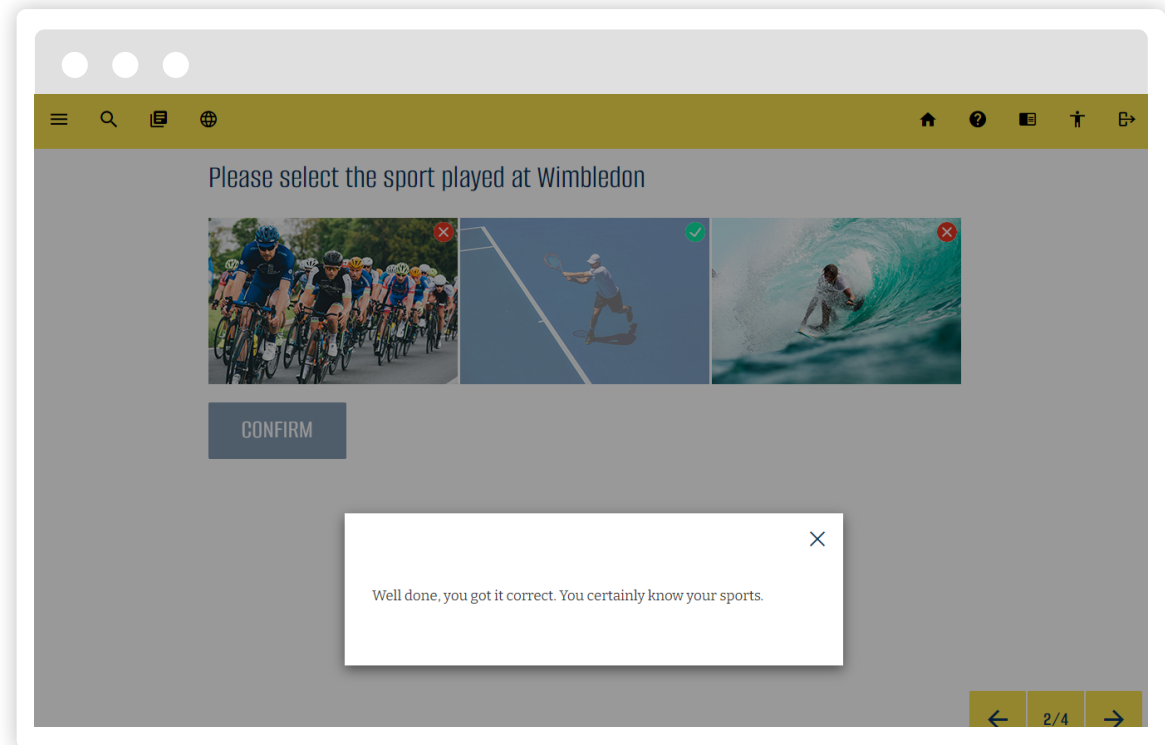 Please select the sport played at Wimbledon
CONFIRM
Well done, you got it correct. You certainly know your sports.
2/4